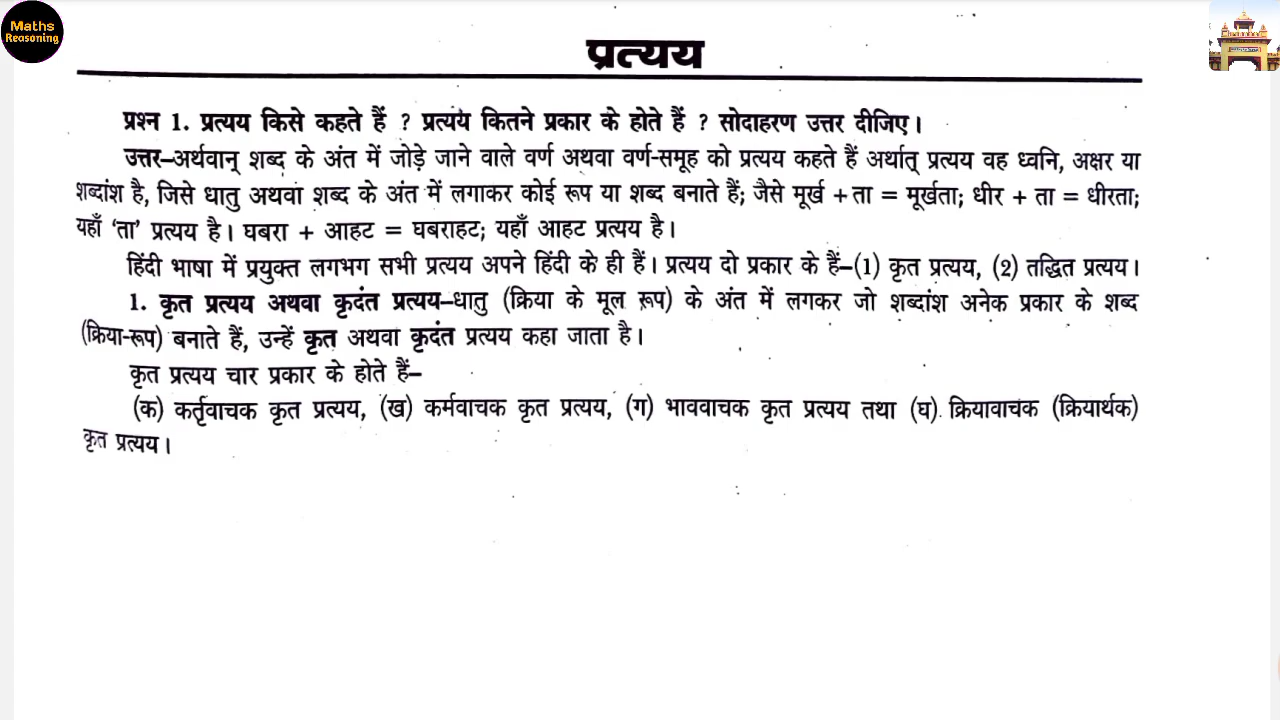 Maths
Reasoning
प्रत्यय
प्रश्न 1. प्रत्यय किसे कहते हैं ? प्रत्यय कितने प्रकार के होते हैं ? सोदाहरण उत्तर दीजिए।
उत्तर–अर्थवान् शब्द के अंत में जोड़े जाने वाले वर्ण अथवा वर्ण-समूह को प्रत्यय कहते हैं अर्थात् प्रत्यय वह ध्वनि, अक्षर या
शब्दांश है, जिसे धातु अथवा शब्द के अंत में लगाकर कोई रूप या शब्द बनाते हैं; जैसे मूर्ख + ता = मूर्खता; धीर + ता = धीरता;
यहाँ ‘ता’ प्रत्यय है। घबरा + आहट = घबराहट; यहाँ आहट प्रत्यय है।
हिंदी भाषा में प्रयुक्त लगभग सभी प्रत्यय अपने हिंदी के ही हैं। प्रत्यय दो प्रकार के हैं–(1) कृत प्रत्यय, (2) तद्धित प्रत्यय।
1. कृत प्रत्यय अथवा कृदंत प्रत्यय–धातु (क्रिया के मूल रूप) के अंत में लगकर जो शब्दांश अनेक प्रकार के शब्द
(क्रिया-रूप) बनाते हैं, उन्हें कृत अथवा कृदंत प्रत्यय कहा जाता है।
कृत प्रत्यय चार प्रकार के होते हैं–
(क) कर्तृवाचक कृत प्रत्यय, (ख) कर्मवाचक कृत प्रत्यय, (ग) भाववाचक कृत प्रत्यय तथा (घ) क्रियावाचक (क्रियार्थक)
कृत प्रत्यय।